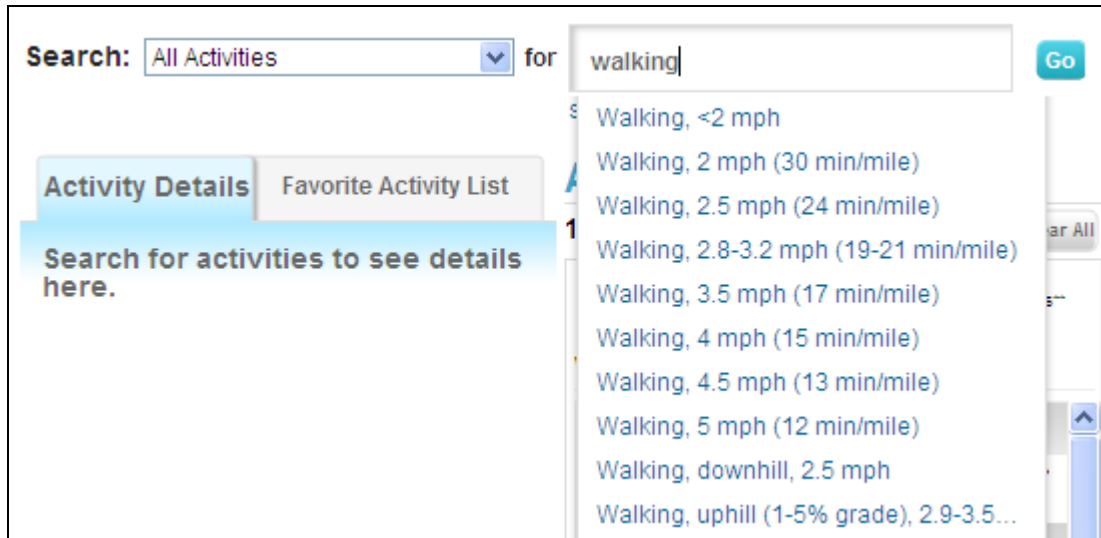 Search: All Activities for walking Go
Walking, <2 mph
Walking, 2 mph (30 min/mile)
Activity Details Favorite Activity List
Walking, 2.5 mph (24 min/mile)
1 ar All
Walking, 2.8-3.2 mph (19-21 min/mile)
Search for activities to see details
here.
Walking, 3.5 mph (17 min/mile)
Walking, 4 mph (15 min/mile)
Walking, 4.5 mph (13 min/mile)
Walking, 5 mph (12 min/mile)
Walking, downhill, 2.5 mph
Walking, uphill (1-5% grade), 2.9-3.5...